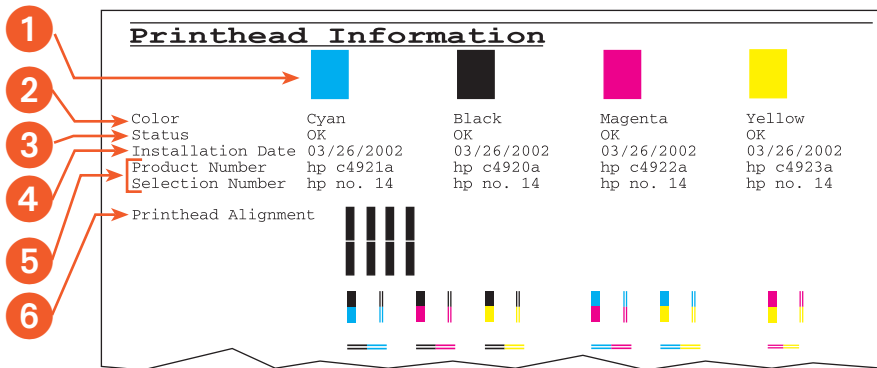 Printhead Information
1
2
3
4
5
6
Color Cyan Black Magenta Yellow
Status OK OK OK OK
Installation Date 03/26/2002 03/26/2002 03/26/2002 03/26/2002
Product Number hp c4921a hp c4920a hp c4922a hp c4923a
Selection Number hp no. 14 hp no. 14 hp no. 14 hp no. 14
Printhead Alignment